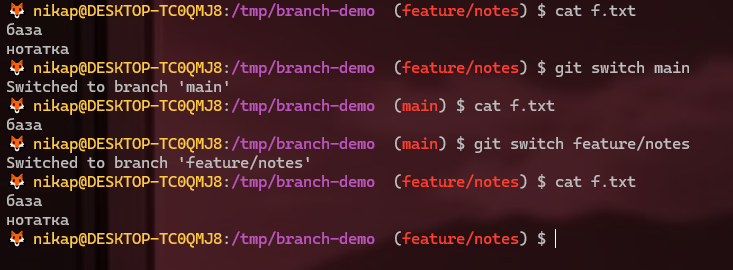 🦊 nikap@DESKTOP-TC0QMJ8:/tmp/branch-demo (feature/notes) $ cat f.txt
база
нотатка
🦊 nikap@DESKTOP-TC0QMJ8:/tmp/branch-demo (feature/notes) $ git switch main
Switched to branch 'main'
🦊 nikap@DESKTOP-TC0QMJ8:/tmp/branch-demo (main) $ cat f.txt
база
🦊 nikap@DESKTOP-TC0QMJ8:/tmp/branch-demo (main) $ git switch feature/notes
Switched to branch 'feature/notes'
🦊 nikap@DESKTOP-TC0QMJ8:/tmp/branch-demo (feature/notes) $ cat f.txt
база
нотатка
🦊 nikap@DESKTOP-TC0QMJ8:/tmp/branch-demo (feature/notes) $